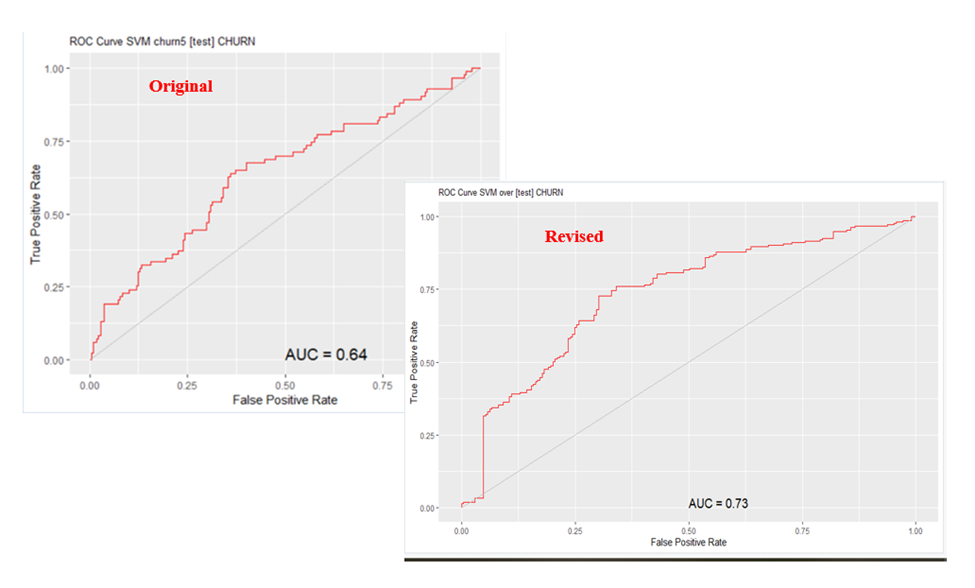 ROC Curve SVM churn5 [test] CHURN
Original
1.00
0.75
0.50
0.25
0.00
True Positive Rate
AUC = 0.64
0.00 0.25 0.50 0.75
False Positive Rate
ROC Curve SVM over [test] CHURN
Revised
1.00
0.75
0.50
0.25
0.00
True Positive Rate
AUC = 0.73
0.00 0.25 0.50 0.75 1.00
False Positive Rate